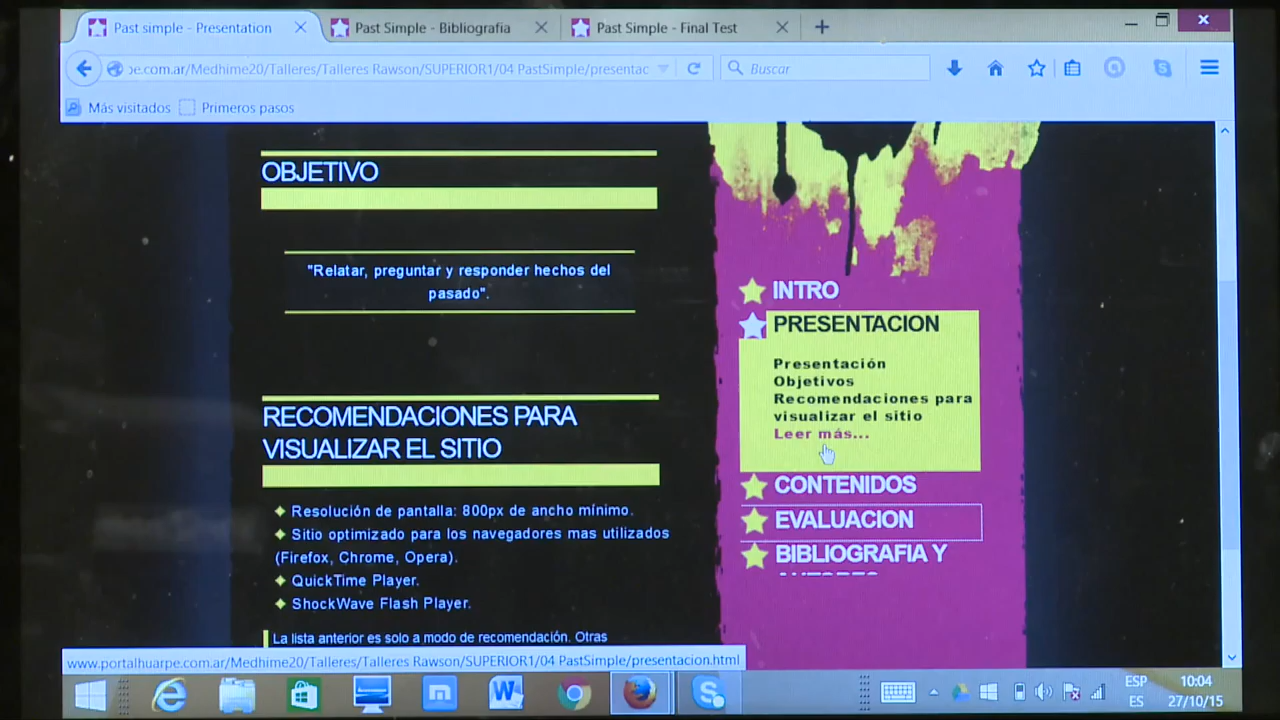 Past simple - Presentation
Past Simple - Bibliografía
Past Simple - Final Test
oe.com.ar/Medhime20/Talleres/Talleres Rawson/SUPERIOR1/04 PastSimple/presentac
Buscar
Más visitados
Primeros pasos
OBJETIVO
"Relatar, preguntar y responder hechos del
pasado".
RECOMENDACIONES PARA
VISUALIZAR EL SITIO
Resolución de pantalla: 800px de ancho mínimo.
Sitio optimizado para los navegadores mas utilizados
(Firefox, Chrome, Opera).
QuickTime Player.
ShockWave Flash Player.
La lista anterior es solo a modo de recomendación. Otras
INTRO
PRESENTACION
Presentación
Objetivos
Recomendaciones para
visualizar el sitio
Leer más...
CONTENIDOS
EVALUACION
BIBLIOGRAFIA Y
AUTORES
www.portalhuarpe.com.ar/Medhime20/Talleres/Talleres Rawson/SUPERIOR1/04 PastSimple/presentacion.html
ESP
ES
10:04
27/10/15